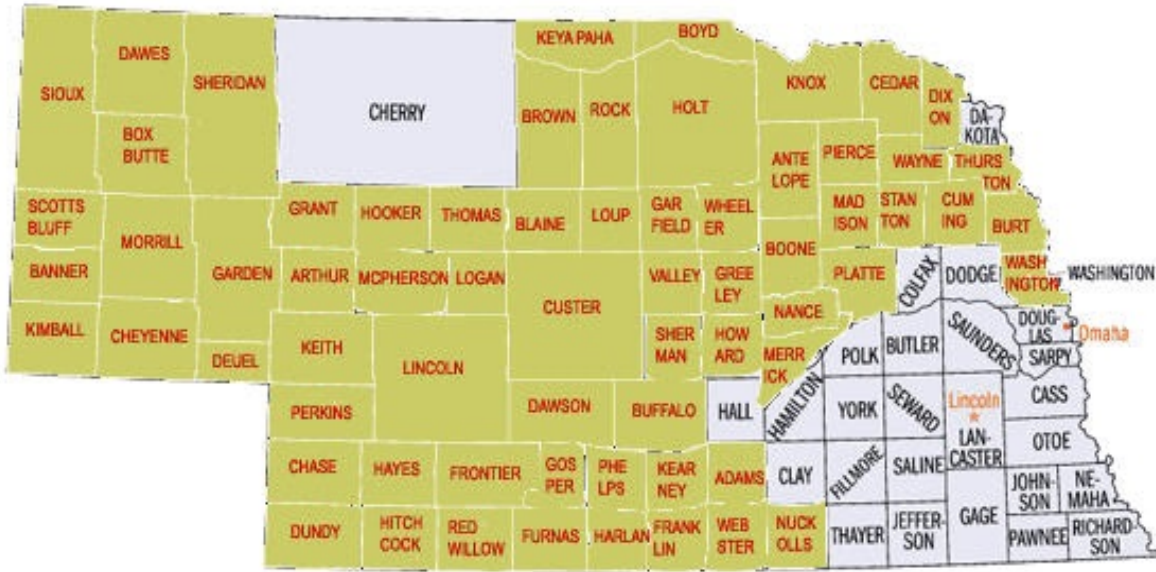 SIOUX
DAWES
SHERIDAN
BOX
BUTTE
CHERRY
KEYA PAHA
BOYD
BROWN
ROCK
HOLT
KNOX
CEDAR
DIX
ON
DA-
KOTA
ANTE
LOPE
PIERCE
WAYNE
THURS
TON
SCOTTS
BLUFF
MORRILL
GARDEN
GRANT
HOOKER
THOMAS
BLAINE
LOUP
GAR
FIELD
WHEEL
ER
MAD
ISON
STAN
TON
CUM
ING
BURT
BANNER
ARTHUR
MCPHERSON
LOGAN
CUSTER
VALLEY
GREE
LEY
BOONE
PLATTE
COLFAX
DODGE
WASH
INGTON
WASHINGTON
KIMBALL
CHEYENNE
DEUEL
KEITH
LINCOLN
SHER
MAN
HOW
ARD
NANCE
MERR
ICK
POLK
BUTLER
SAUNDERS
DOUG-
LAS
Omaha
SARPY
PERKINS
DAWSON
BUFFALO
HALL
HAMILTON
YORK
SEWARD
Lincoln
LAN-
CASTER
CASS
OTOE
CHASE
HAYES
FRONTIER
GOS
PER
PHE
LPS
KEAR
NEY
ADAMS
CLAY
FILLMORE
SALINE
JOHN-
SON
NE-
MAHA
DUNDY
HITCH
COCK
RED
WILLOW
FURNAS
HARLAN
FRANK
LIN
WEB
STER
NUCK
OLLS
THAYER
JEFFER-
SON
GAGE
PAWNEE
RICHARD
SON